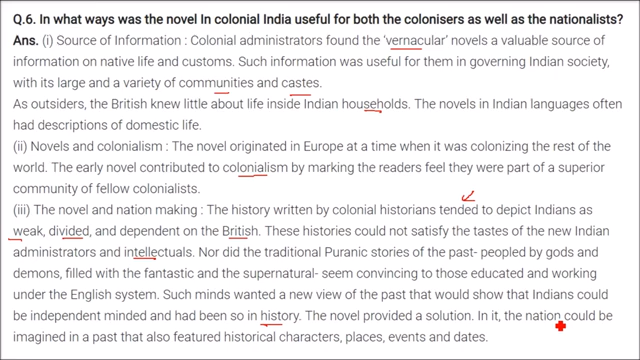 Q.6. In what ways was the novel In colonial India useful for both the colonisers as well as the nationalists?
Ans. (i) Source of Information : Colonial administrators found the 'vernacular' novels a valuable source of
information on native life and customs. Such information was useful for them in governing Indian society,
with its large and a variety of communities and castes.
As outsiders, the British knew little about life inside Indian households. The novels in Indian languages often
had descriptions of domestic life.
(ii) Novels and colonialism : The novel originated in Europe at a time when it was colonizing the rest of the
world. The early novel contributed to colonialism by marking the readers feel they were part of a superior
community of fellow colonialists.
(iii) The novel and nation making : The history written by colonial historians tended to depict Indians as
weak, divided, and dependent on the British. These histories could not satisfy the tastes of the new Indian
administrators and intellectuals. Nor did the traditional Puranic stories of the past- peopled by gods and
demons, filled with the fantastic and the supernatural- seem convincing to those educated and working
under the English system. Such minds wanted a new view of the past that would show that Indians could
be independent minded and had been so in history. The novel provided a solution. In it, the nation could be
imagined in a past that also featured historical characters, places, events and dates.